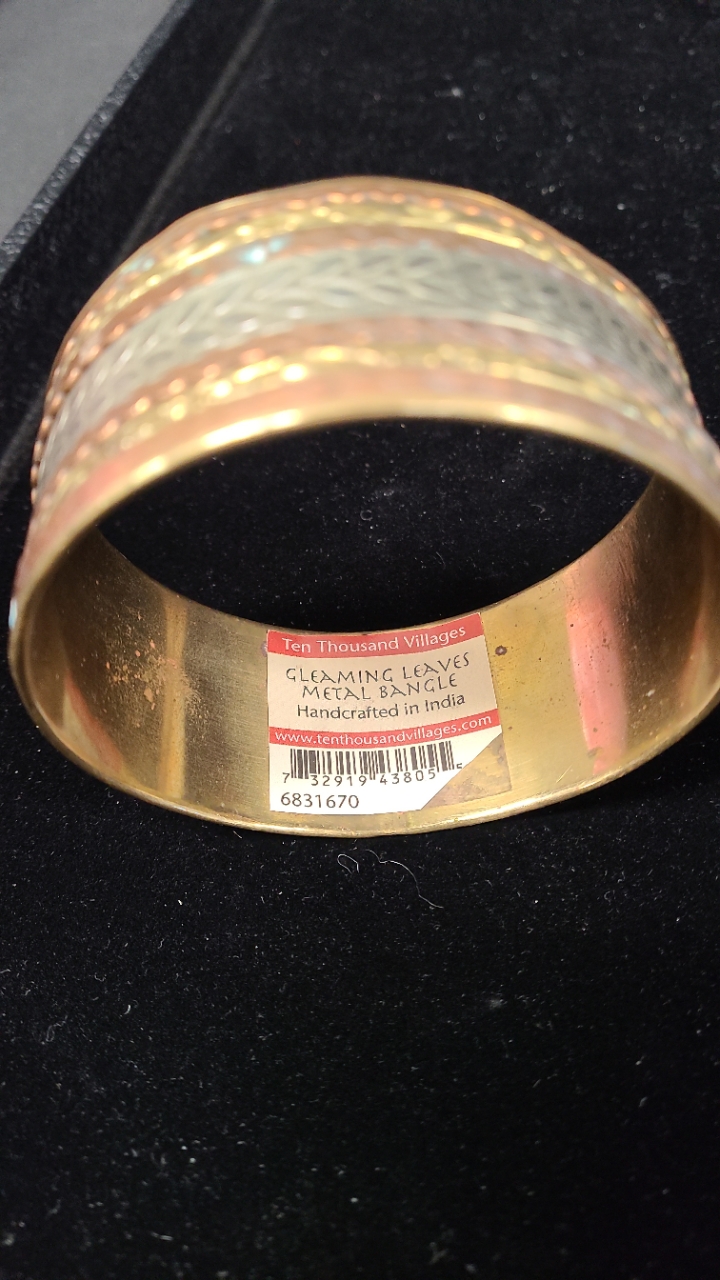 Ten Thousand Villages
GLEAMING LEAVES
METAL BANGLE
Handcrafted in India
www.tenthousandvillages.com
7 32919 43805
6831670